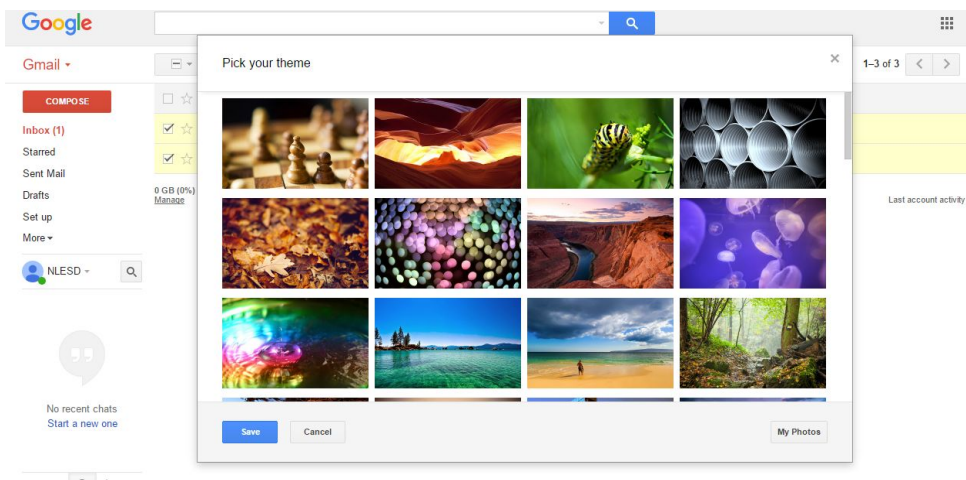 Google
Gmail
Pick your theme
1–3 of 3
COMPOSE
Inbox (1)
Starred
Sent Mail
Drafts
Set up
More
0 GB (0%)
Manage
Last account activity
NLESD
No recent chats
Start a new one
Save
Cancel
My Photos